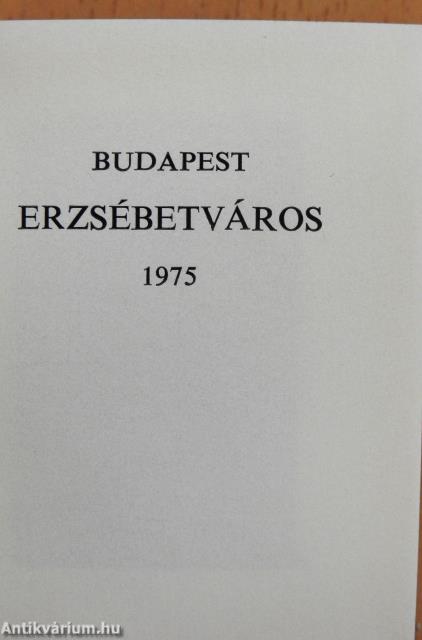 BUDAPEST
ERZSÉBETVÁROS
1975
Antikvárium.hu